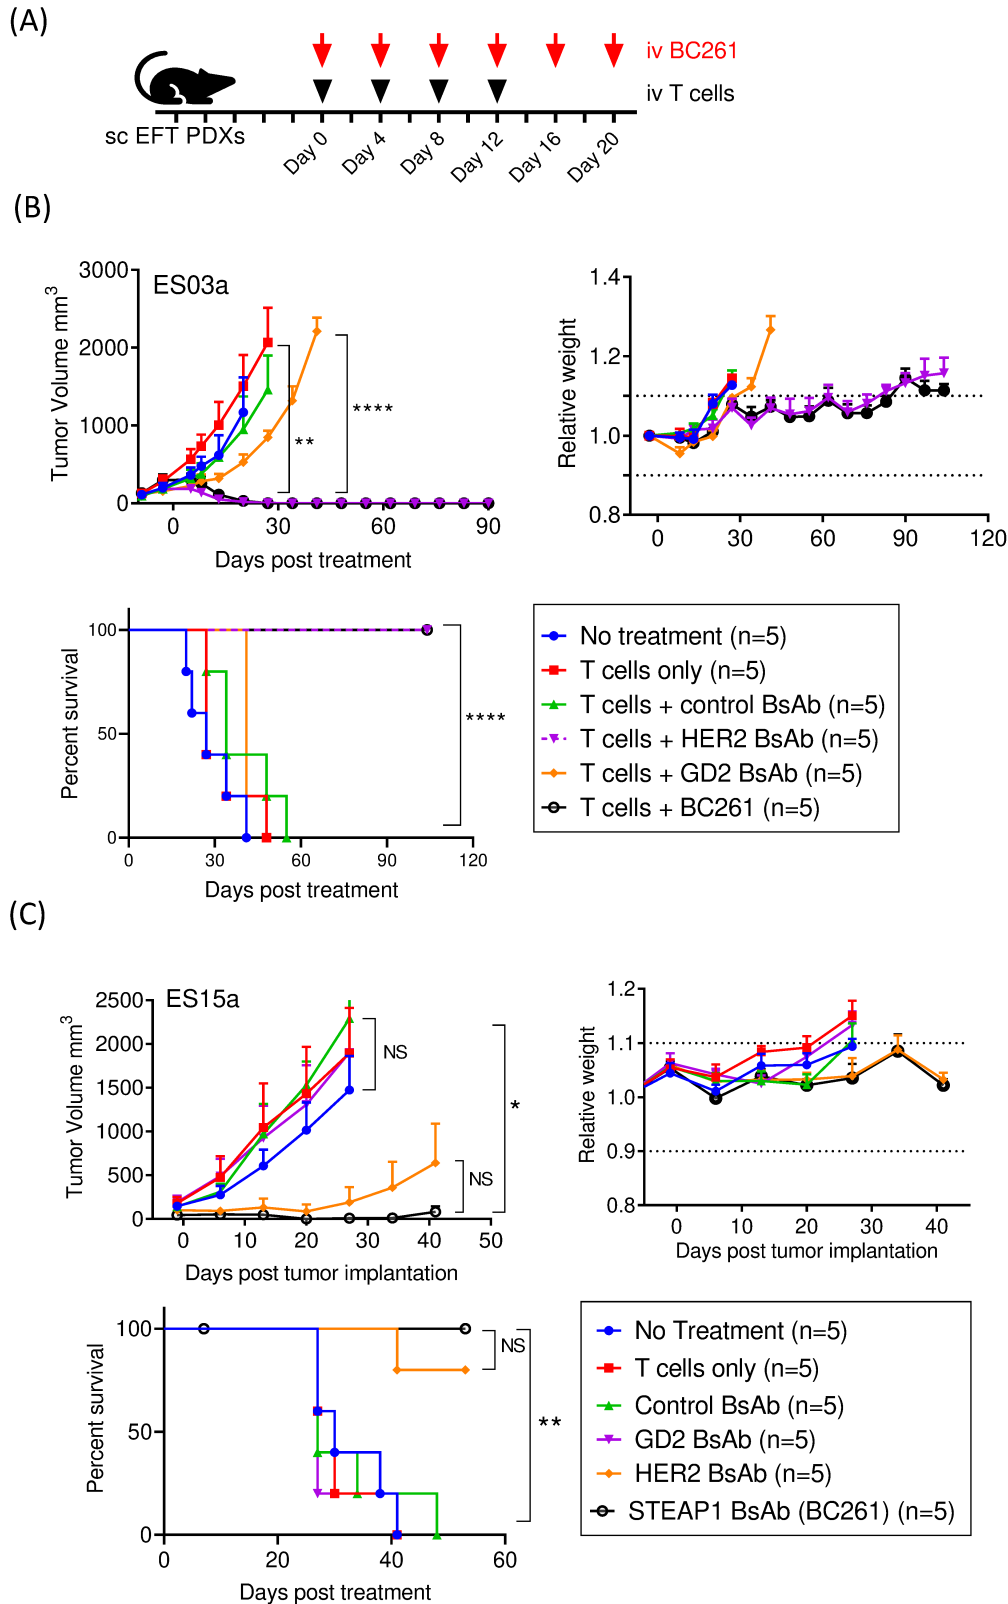 (A)
iv BC261
iv T cells
sc EFT PDXs
Day 0 Day 4 Day 8 Day 12 Day 16 Day 20
(B)
ES03a
Tumor Volume mm3
3000
2000
1000
0
0 30 60 90
Days post treatment
**
****
Relative weight
1.4
1.2
1.0
0.8
0 30 60 90 120
Percent survival
100
50
0
0 30 60 90 120
Days post treatment
****
No treatment (n=5)
T cells only (n=5)
T cells + control BsAb (n=5)
T cells + HER2 BsAb (n=5)
T cells + GD2 BsAb (n=5)
T cells + BC261 (n=5)
(C)
ES15a
Tumor Volume mm3
2500
2000
1500
1000
500
0
0 10 20 30 40 50
Days post tumor implantation
NS
NS
*
Relative weight
1.2
1.1
1.0
0.9
0.8
0 10 20 30 40
Days post tumor implantation
Percent survival
100
50
0
0 20 40 60
Days post treatment
NS
**
No Treatment (n=5)
T cells only (n=5)
Control BsAb (n=5)
GD2 BsAb (n=5)
HER2 BsAb (n=5)
STEAP1 BsAb (BC261) (n=5)